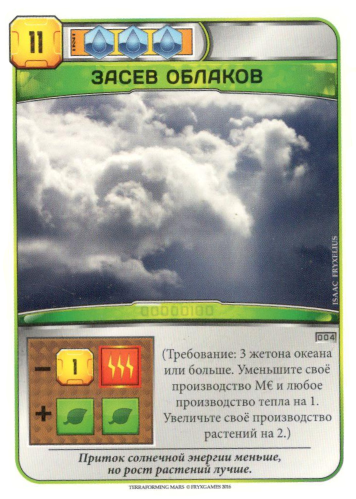 11
ЗАСЕВ ОБЛАКОВ
ISAAC FRYXELIUS
004
1
(Требование: 3 жетона океана
или больше. Уменьшите своё
производство М€ и любое
производство тепла на 1.
Увеличьте своё производство
растений на 2.)
Приток солнечной энергии меньше,
но рост растений лучше.
TERRAFORMING MARS © FRYXGAMES 2016